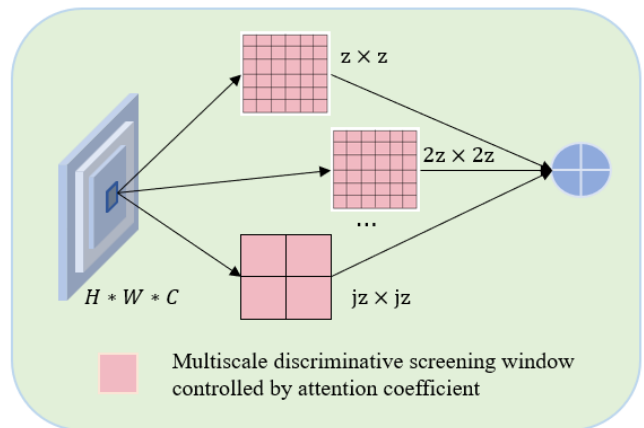 z × z
2z × 2z
...
H * W * C
jz × jz
Multiscale discriminative screening window
controlled by attention coefficient